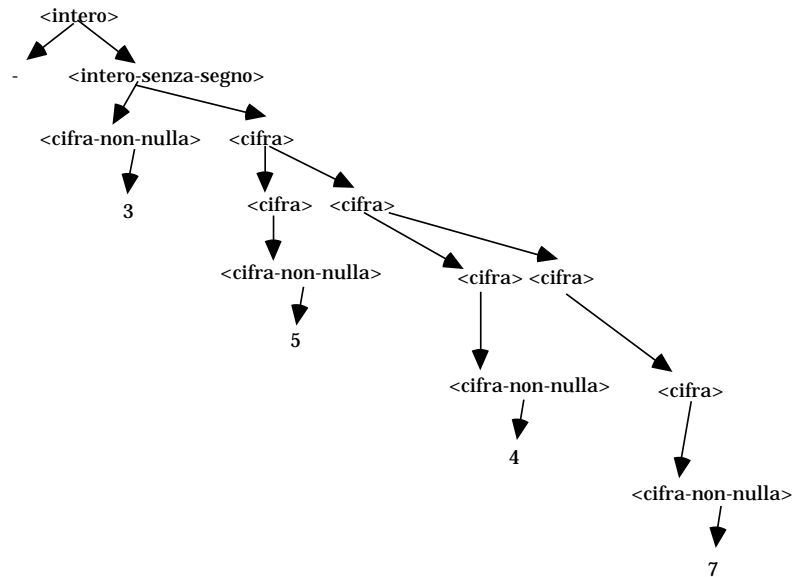 <intero>
- <intero-senza-segno>
<cifra-non-nulla> <cifra>
3 <cifra> <cifra>
<cifra-non-nulla> <cifra> <cifra>
5
<cifra-non-nulla> <cifra>
4
<cifra-non-nulla>
7